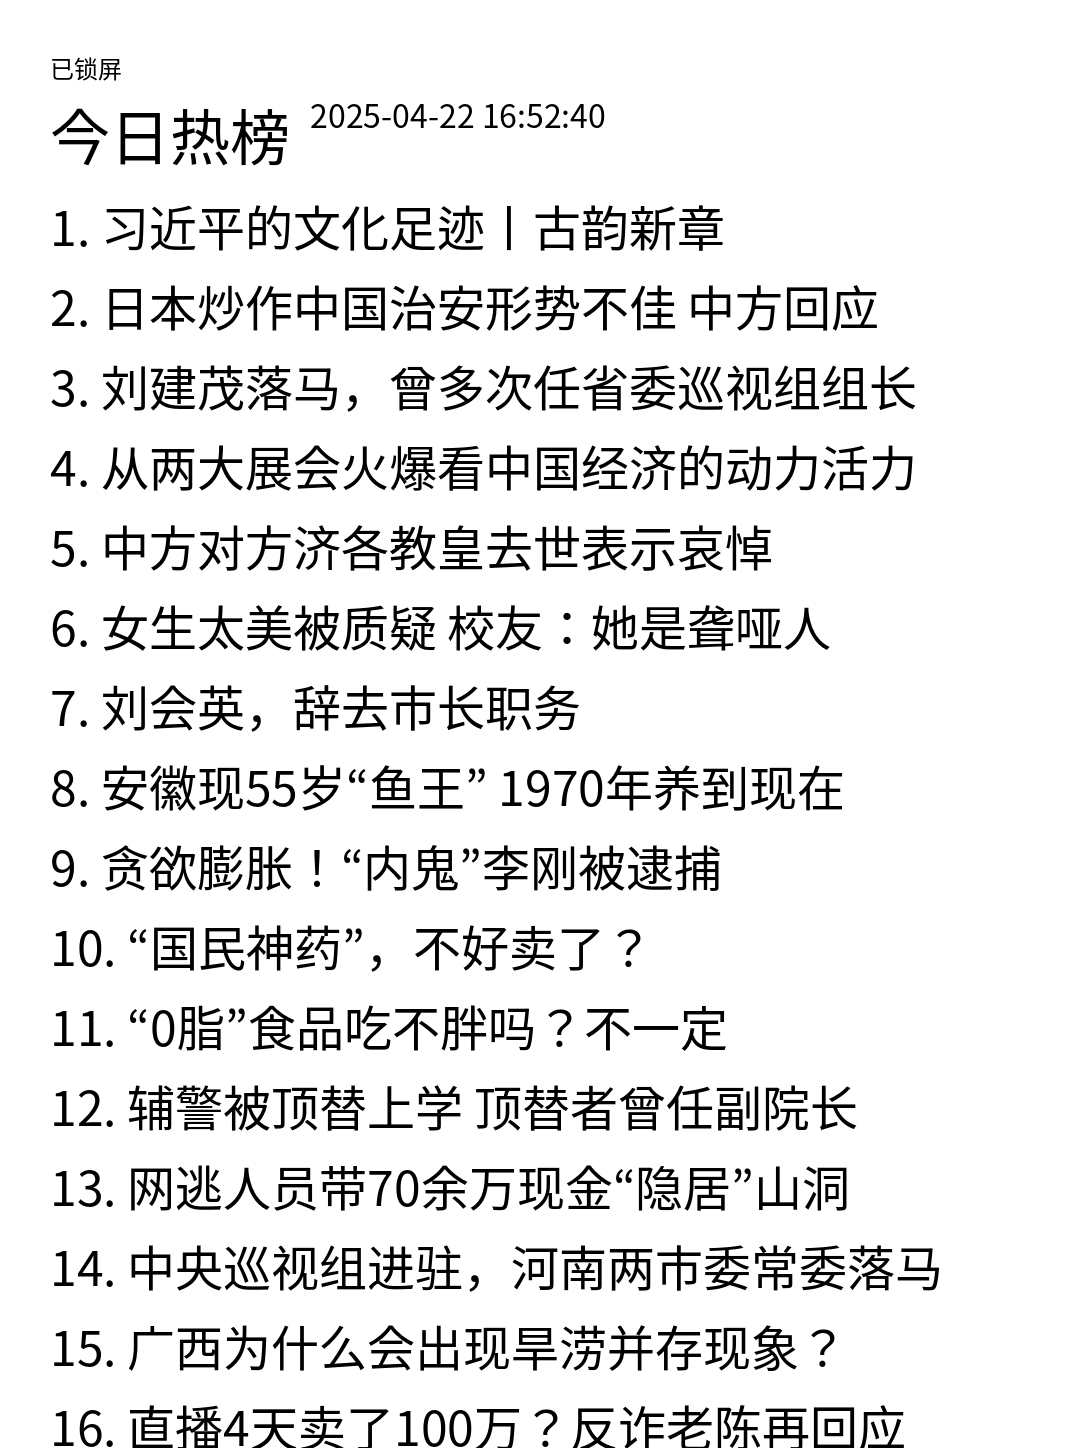 已锁屏
今日热榜 2025-04-22 16:52:40
1. 习近平的文化足迹丨古韵新章
2. 日本炒作中国治安形势不佳 中方回应
3. 刘建茂落马，曾多次任省委巡视组组长
4. 从两大展会火爆看中国经济的动力活力
5. 中方对方济各教皇去世表示哀悼
6. 女生太美被质疑 校友：她是聋哑人
7. 刘会英，辞去市长职务
8. 安徽现55岁“鱼王” 1970年养到现在
9. 贪欲膨胀！“内鬼”李刚被逮捕
10. “国民神药”，不好卖了？
11. “0脂”食品吃不胖吗？不一定
12. 辅警被顶替上学 顶替者曾任副院长
13. 网逃人员带70余万现金“隐居”山洞
14. 中央巡视组进驻，河南两市委常委落马
15. 广西为什么会出现旱涝并存现象？
16. 直播4天卖了100万？反诈老陈再回应